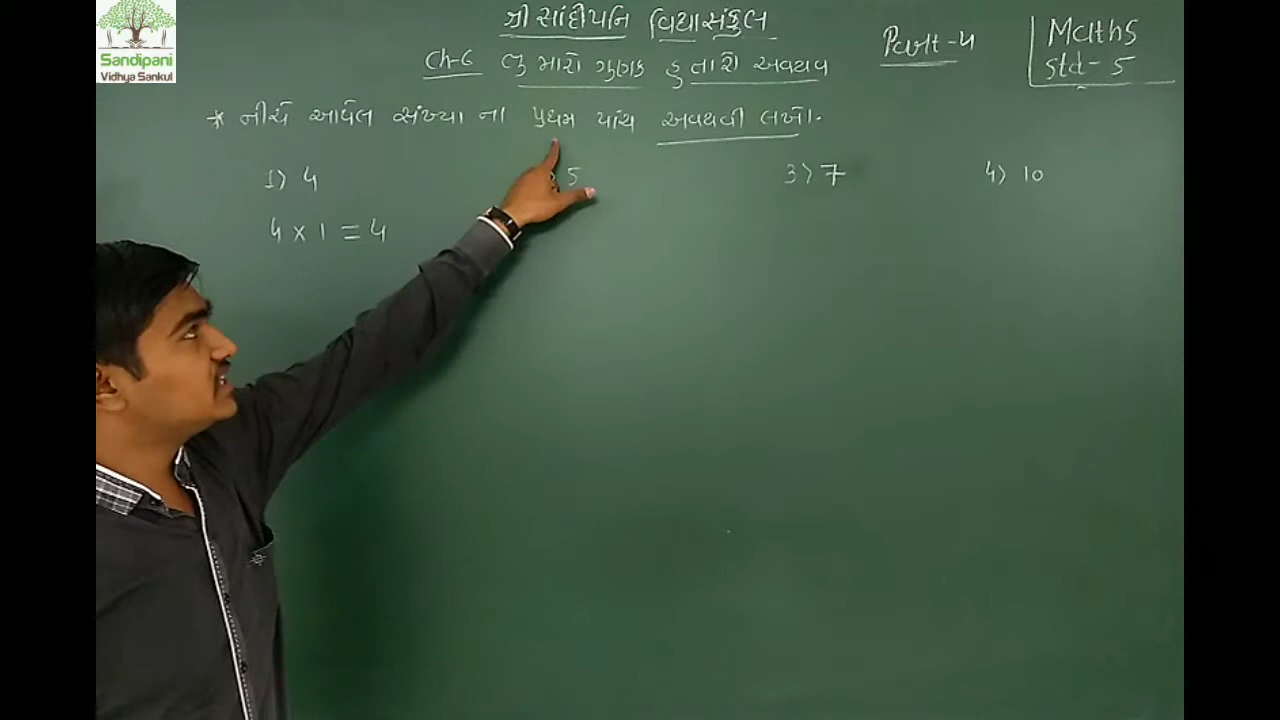 Sandipani
Vidhya Sankul
શ્રી સાંદીપનિ વિદ્યાસંકુલ
Ch-6 તુ મારો ગુણક હુ તારો અવયવ
Part-4
Maths
Std-5
* નીચે આપેલ સંખ્યા ના પ્રથમ પાંચ અવયવી લખો.
1) 4
5
3) 7
4) 10
4 x 1 = 4